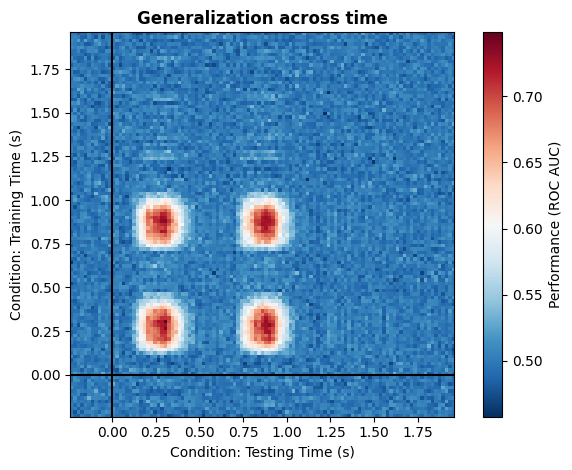 Generalization across time
Condition: Training Time (s)
1.75
1.50
1.25
1.00
0.75
0.50
0.25
0.00
0.00 0.25 0.50 0.75 1.00 1.25 1.50 1.75
Condition: Testing Time (s)
0.70
0.65
0.60
0.55
0.50
Performance (ROC AUC)